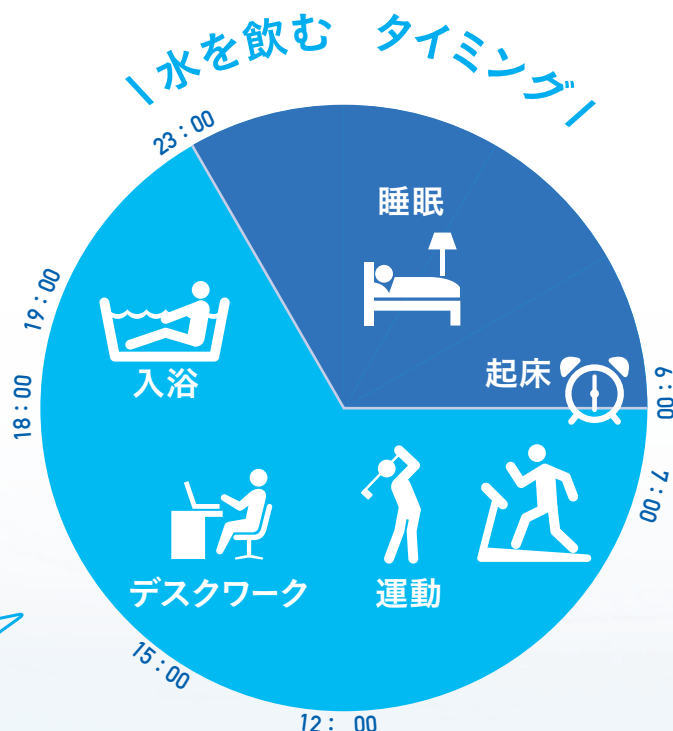 水を飲む タイミング
23：00
睡眠
19：00
入浴
起床
6：00
18：00
7：00
デスクワーク
運動
15：00
12：00